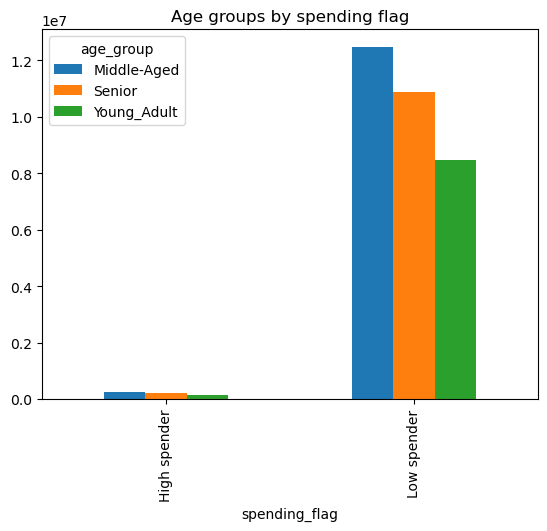 Age groups by spending flag
1e7
age_group
Middle-Aged
Senior
Young_Adult
1.2
1.0
0.8
0.6
0.4
0.2
0.0
High spender
Low spender
spending_flag